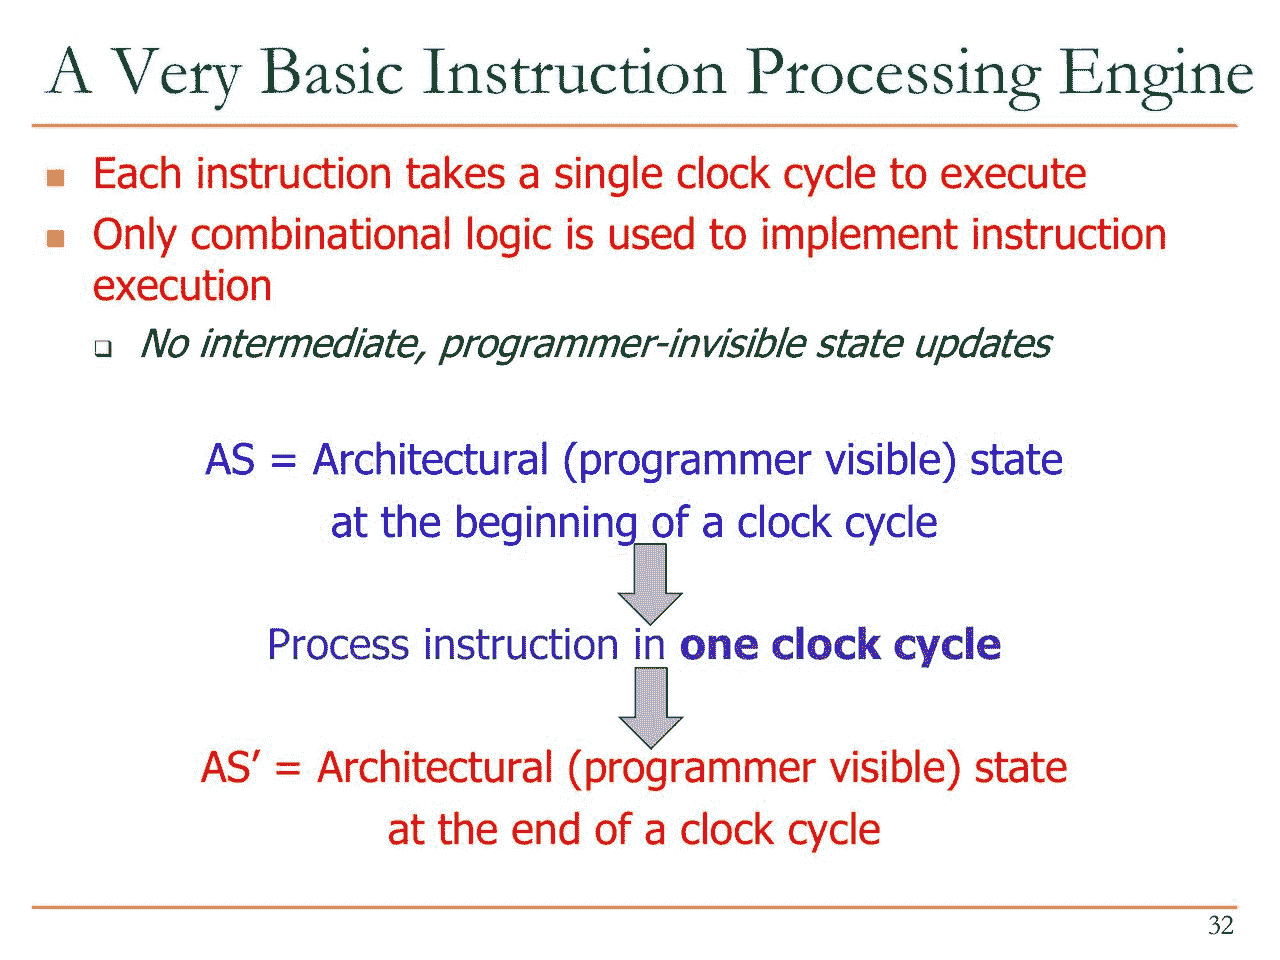 A Very Basic Instruction Processing Engine
Each instruction takes a single clock cycle to execute
Only combinational logic is used to implement instruction
execution
No intermediate, programmer-invisible state updates
AS = Architectural (programmer visible) state
at the beginning of a clock cycle
Process instruction in one clock cycle
AS’ = Architectural (programmer visible) state
at the end of a clock cycle
32